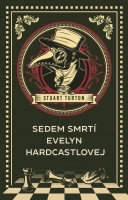 STUART TURTON
SEDEM SMRTÍ
EVELYN
HARDCASTLOVEJ